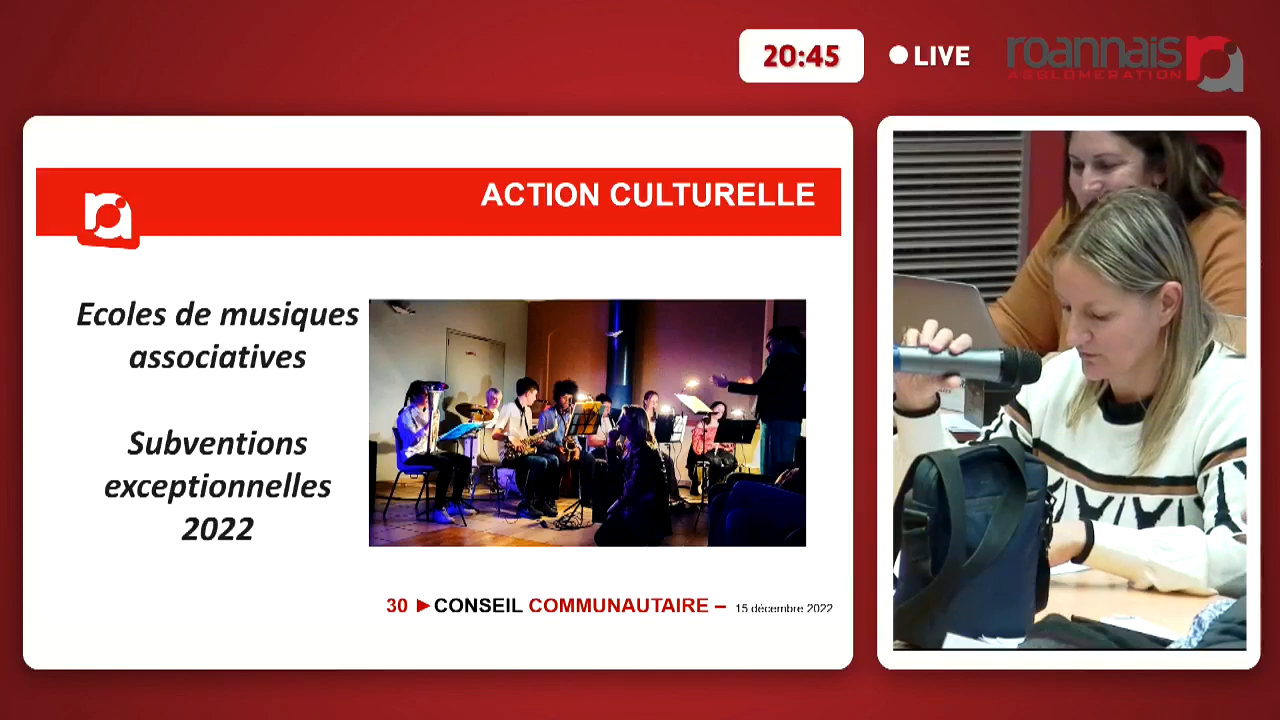 20:45
LIVE
roannais
AGGLOMERATION
ACTION CULTURELLE
Ecoles de musiques
associatives
Subventions
exceptionnelles
2022
30 ►CONSEIL COMMUNAUTAIRE – 15 décembre 2022